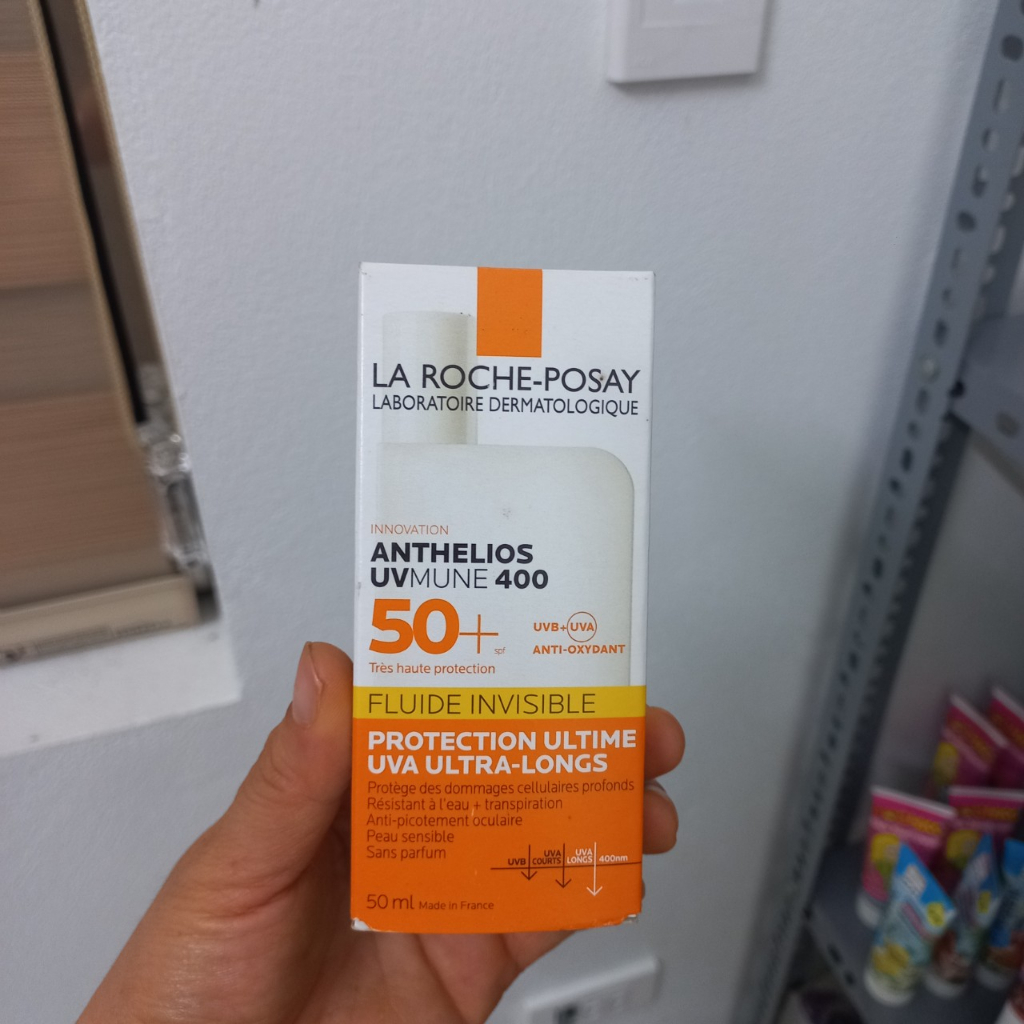 LA ROCHE-POSAY
LABORATOIRE DERMATOLOGIQUE
INNOVATION
ANTHELIOS
UVMUNE 400
50+
spf
UVB+UVA
ANTI-OXYDANT
Très haute protection
FLUIDE INVISIBLE
PROTECTION ULTIME
UVA ULTRA-LONGS
Protège des dommages cellulaires profonds
Résistant à l'eau + transpiration
Anti-picotement oculaire
Peau sensible
Sans parfum
UVB
UVA COURTS
UVA LONGS
400nm
50 ml Made in France